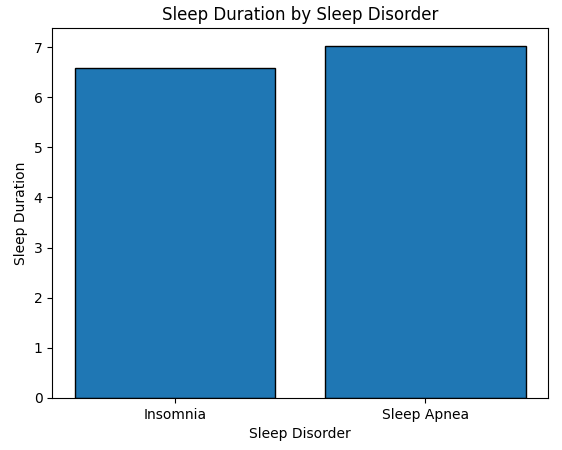 Sleep Duration by Sleep Disorder
7
6
5
4
3
2
1
0
Sleep Duration
Insomnia
Sleep Apnea
Sleep Disorder